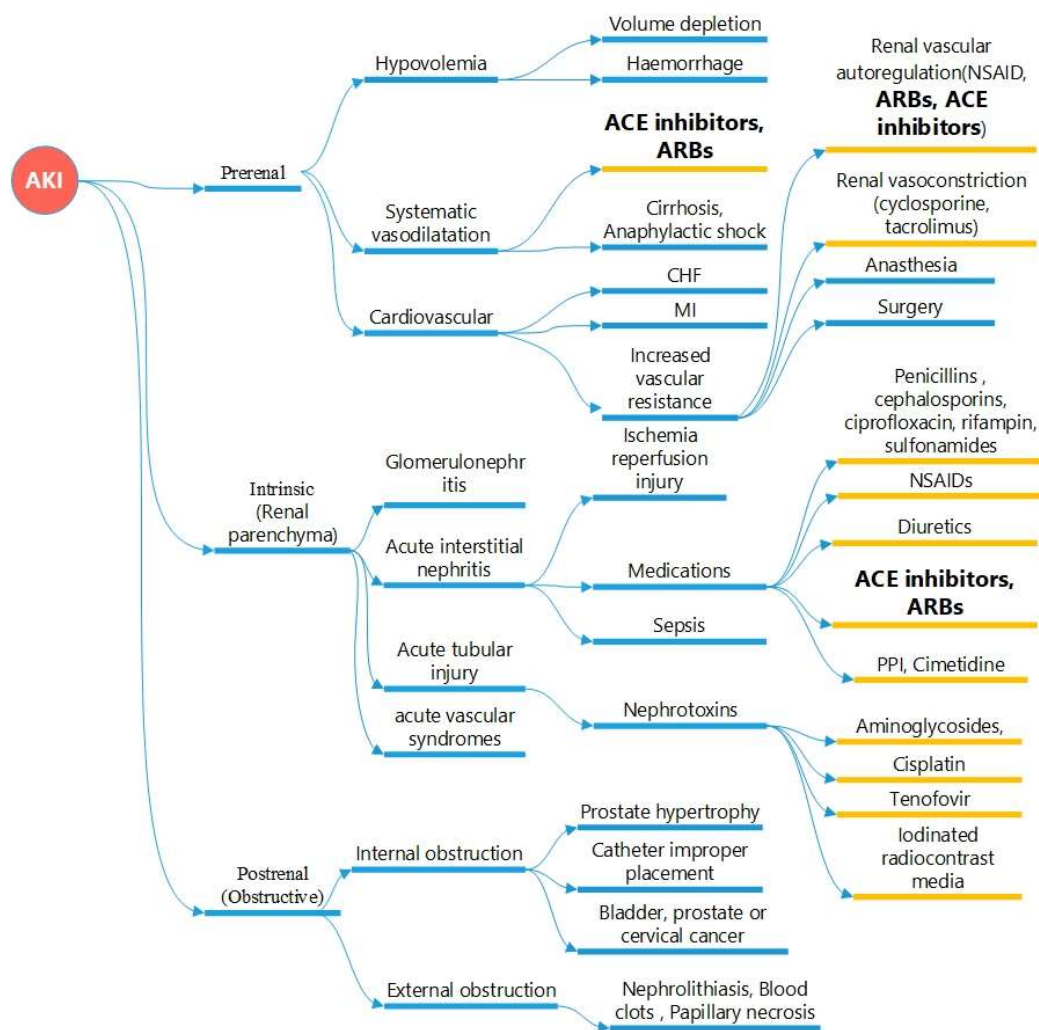 AKI
Prerenal
Hypovolemia
Volume depletion
Haemorrhage
Systematic
vasodilatation
ACE inhibitors,
ARBs
Cirrhosis,
Anaphylactic shock
Cardiovascular
CHF
MI
Increased
vascular
resistance
Renal vascular
autoregulation(NSAID,
ARBs, ACE
inhibitors)
Renal vasoconstriction
(cyclosporine,
tacrolimus)
Anasthesia
Surgery
Intrinsic
(Renal
parenchyma)
Glomerulonephr
itis
Acute interstitial
nephritis
Ischemia
reperfusion
injury
Medications
Penicillins ,
cephalosporins,
ciprofloxacin, rifampin,
sulfonamides
NSAIDs
Diuretics
ACE inhibitors,
ARBs
PPI, Cimetidine
Sepsis
Acute tubular
injury
Nephrotoxins
Aminoglycosides,
Cisplatin
Tenofovir
Iodinated
radiocontrast
media
acute vascular
syndromes
Postrenal
(Obstructive)
Internal obstruction
Prostate hypertrophy
Catheter improper
placement
Bladder, prostate or
cervical cancer
External obstruction
Nephrolithiasis, Blood
clots , Papillary necrosis